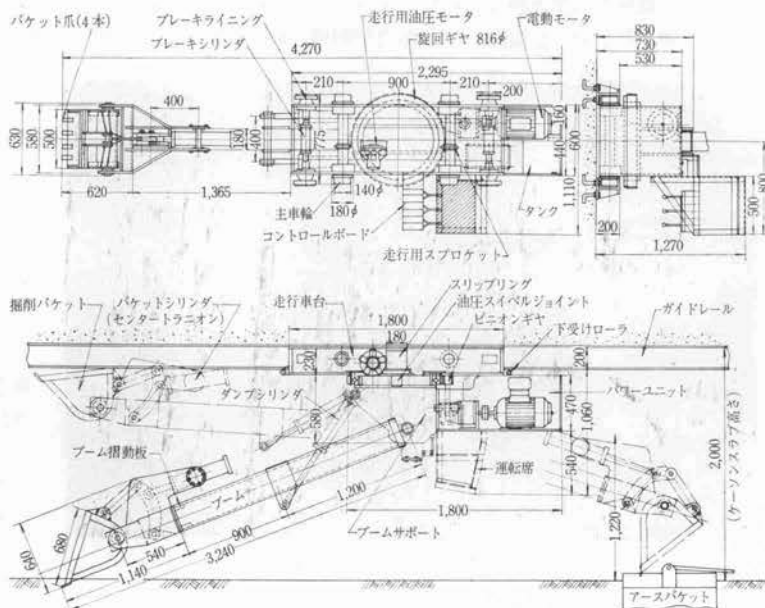 バケット爪(4本)
ブレーキライニング
ブレーキシリンダ
走行用油圧モータ
旋回ギヤ 816φ
電動モータ
4,270
2,295
210
900
210
200
830
730
530
400
630
580
500
180
400
775
160
440
600
1,110
620
1,365
140φ
180φ
主車輪
コントロールボード
タンク
走行用スプロケット
200
500
800
1,270
掘削バケット
バケットシリンダ
(センタートラニオン)
走行車台
スリップリング
油圧スイベルジョイント
ピニオンギヤ
下受けローラ
ガイドレール
1,800
180
230
200
ダンプシリンダ
580
パワーユニット
470
1,060
540
運転席
ブーム摺動板
ブーム
1,200
900
3,240
540
1,140
640
680
ブームサポート
1,800
1,220
2,000
(ケーソンスラブ高さ)
アースバケット